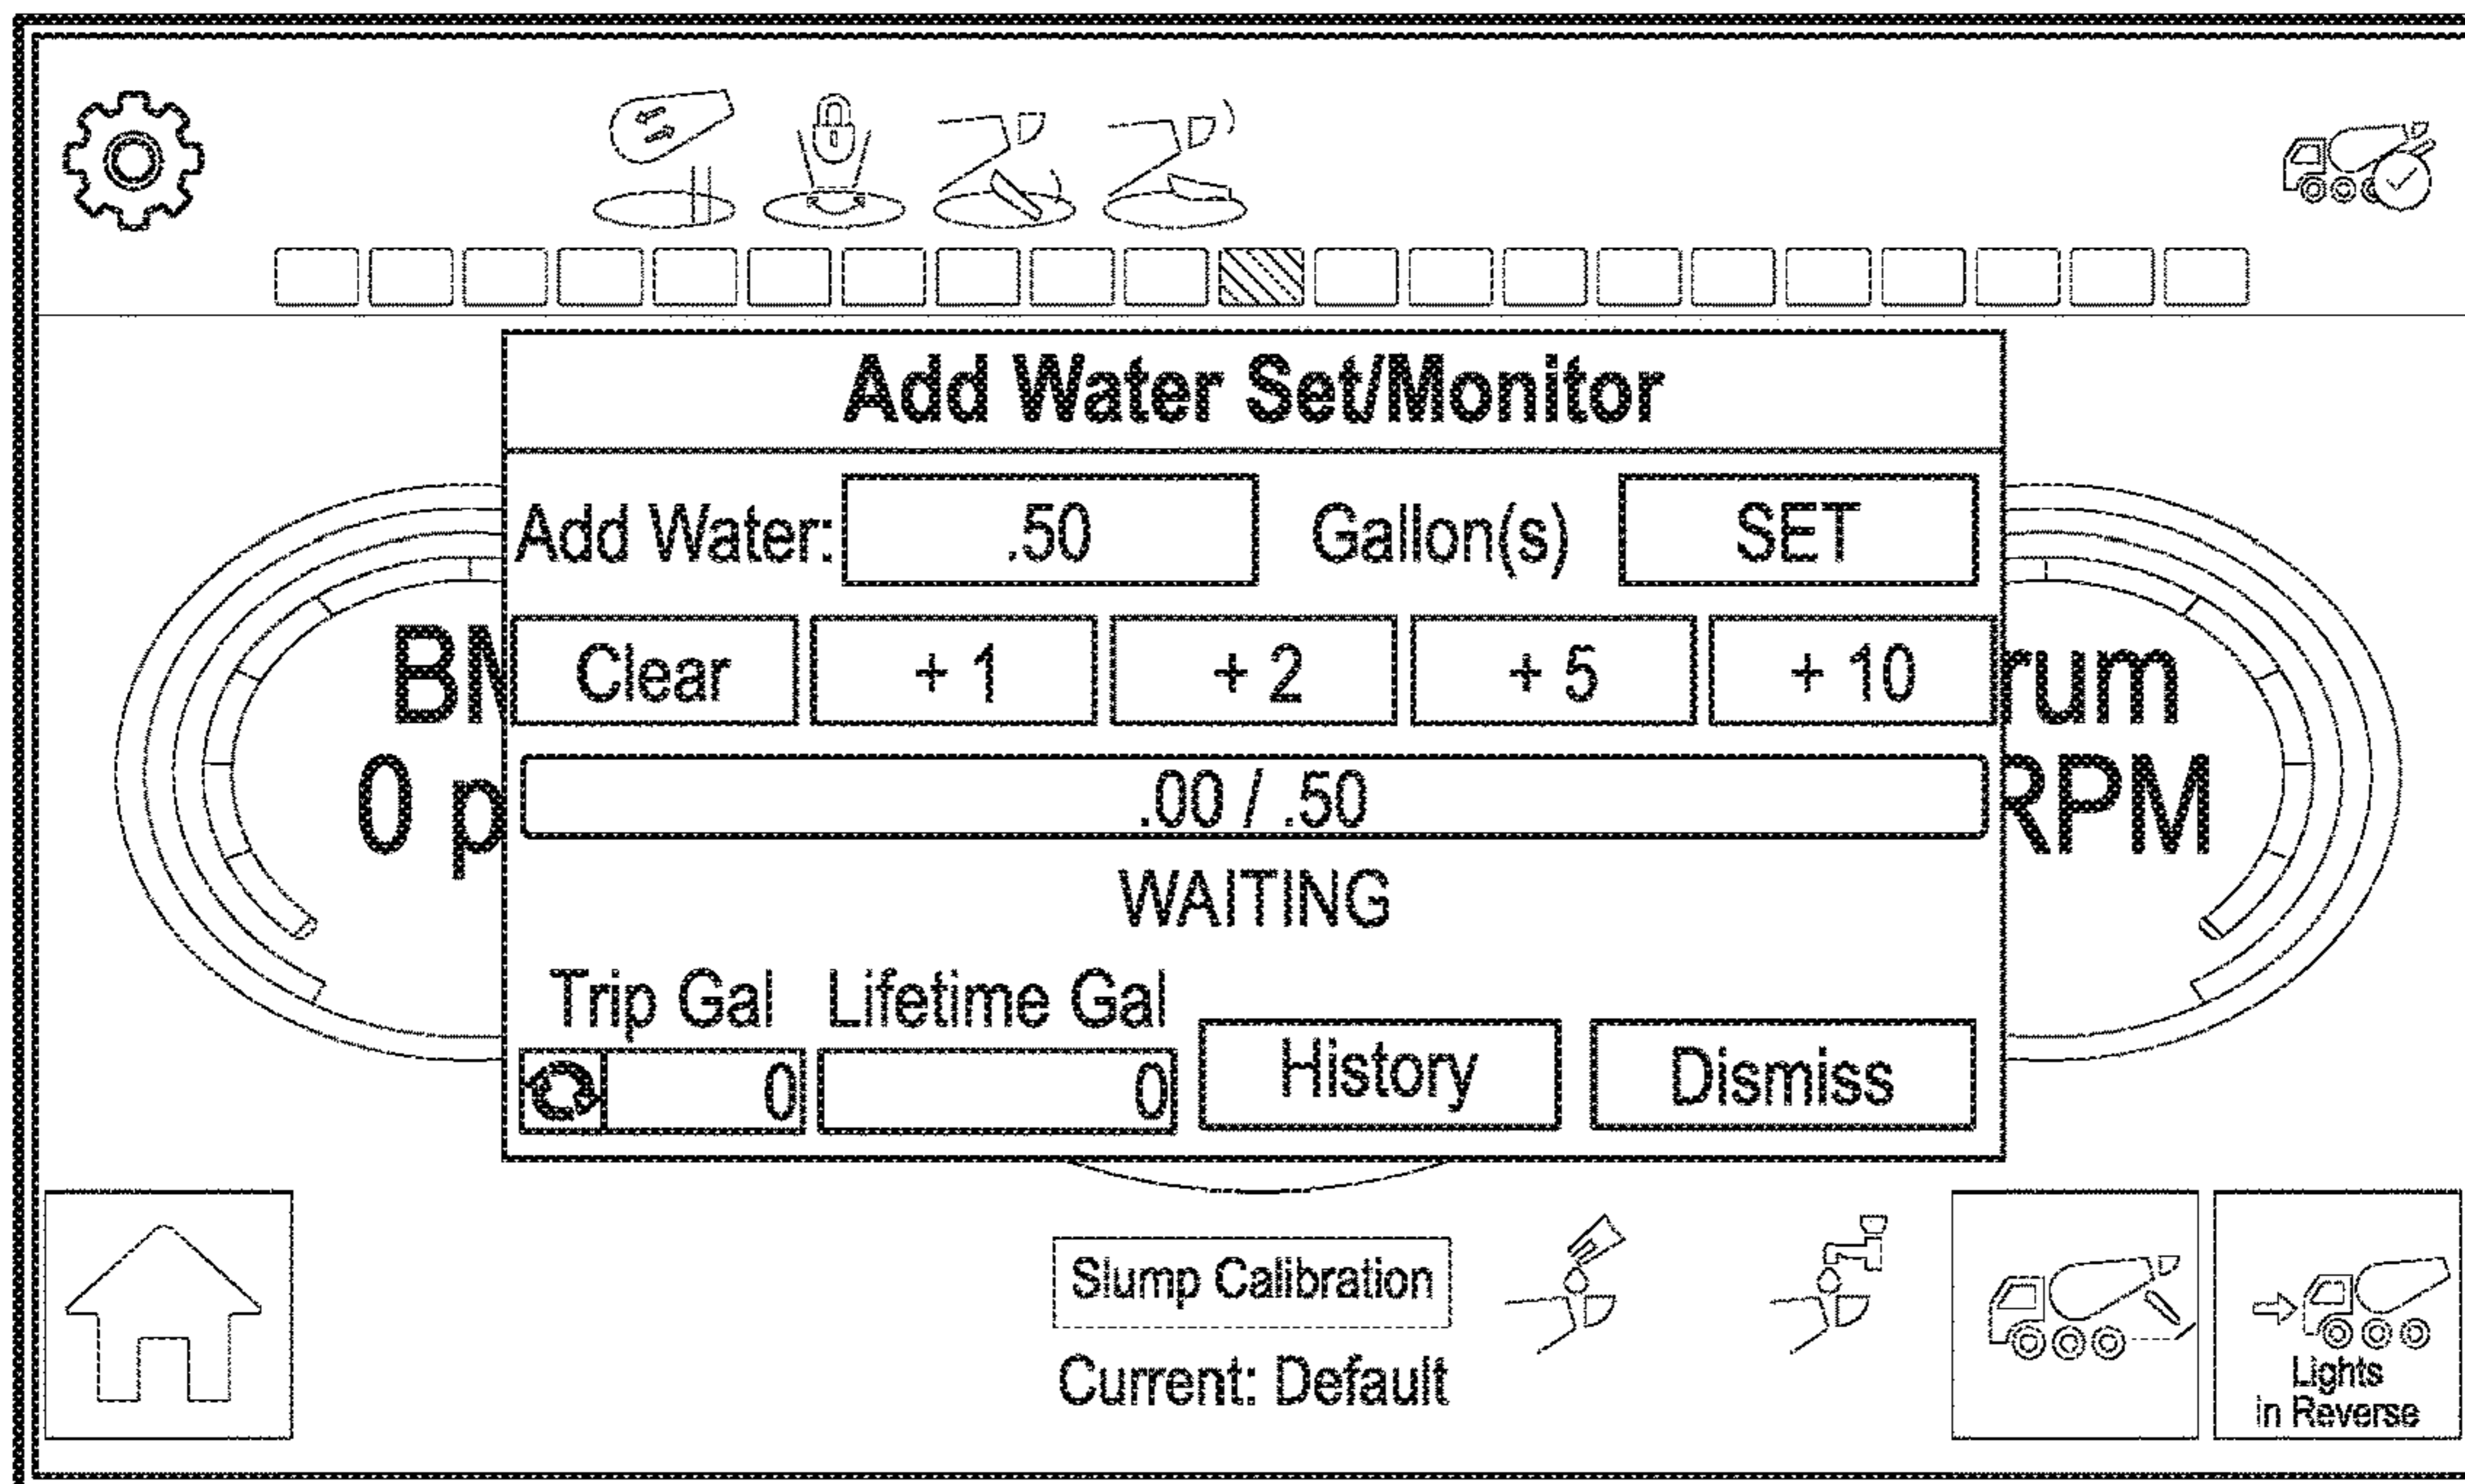 Add Water Set/Monitor
Add Water: .50 Gallon(s) SET
Clear + 1 + 2 + 5 + 10
.00 / .50
WAITING
Trip Gal Lifetime Gal
0 0 History Dismiss
0 p
RPM
Slump Calibration
Current: Default
Lights
in Reverse